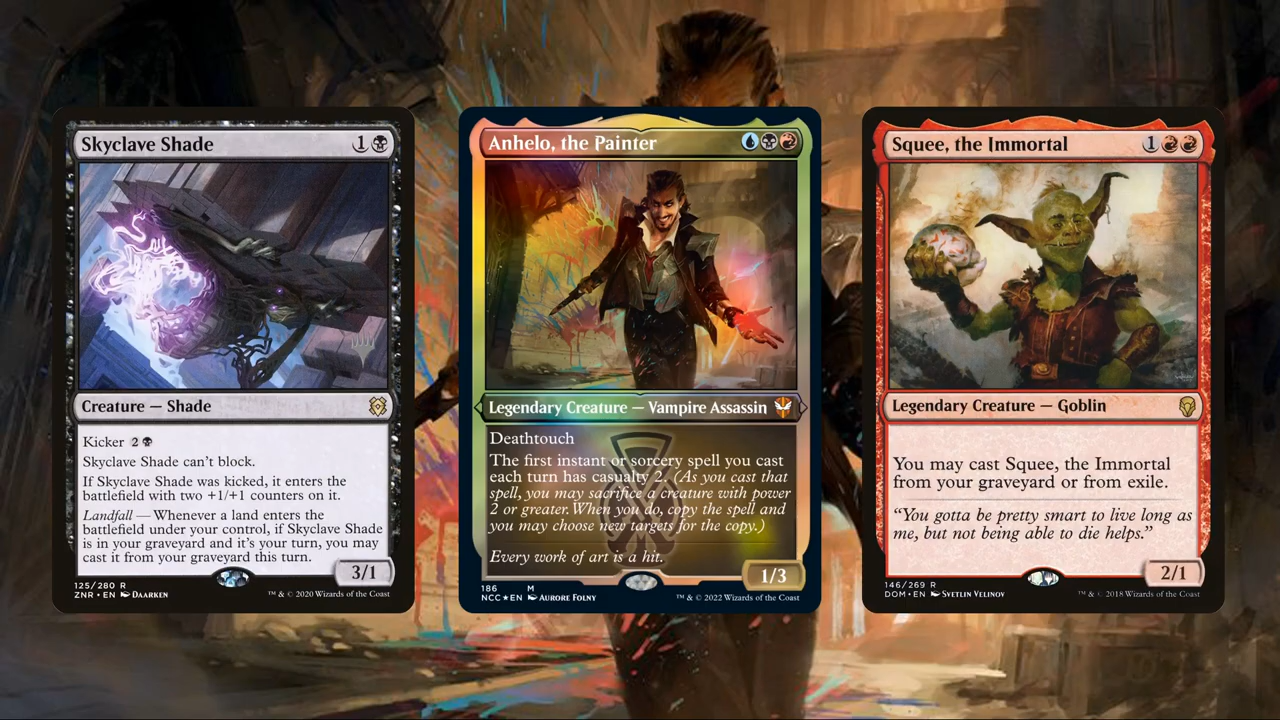 Skyclave Shade 1
Creature — Shade
Kicker 2
Skyclave Shade can't block.
If Skyclave Shade was kicked, it enters the
battlefield with two +1/+1 counters on it.
Landfall — Whenever a land enters the
battlefield under your control, if Skyclave Shade
is in your graveyard and it's your turn, you may
cast it from your graveyard this turn.
3/1
125/280 R
ZNR • EN Daarken
™ & © 2020 Wizards of the Coast
Anhelo, the Painter
Legendary Creature — Vampire Assassin
Deathtouch
The first instant or sorcery spell you cast
each turn has casualty 2. (As you cast that
spell, you may sacrifice a creature with power
2 or greater. When you do, copy the spell and
you may choose new targets for the copy.)
Every work of art is a hit.
1/3
186 M
NCC ★ EN Aurore Folny
™ & © 2022 Wizards of the Coast
Squee, the Immortal 1
Legendary Creature — Goblin
You may cast Squee, the Immortal
from your graveyard or from exile.
“You gotta be pretty smart to live long as
me, but not being able to die helps.”
2/1
146/269 R
DOM • EN Svetlin Velinov
™ & © 2018 Wizards of the Coast